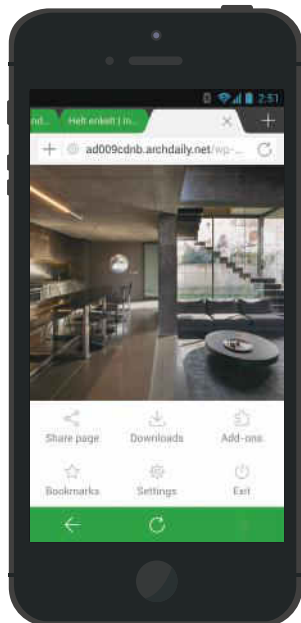 2:51
nd...
Helt enkelt | In...
ad009cdnb.archdaily.net/wp-...
Share page
Downloads
Add-ons
Bookmarks
Settings
Exit